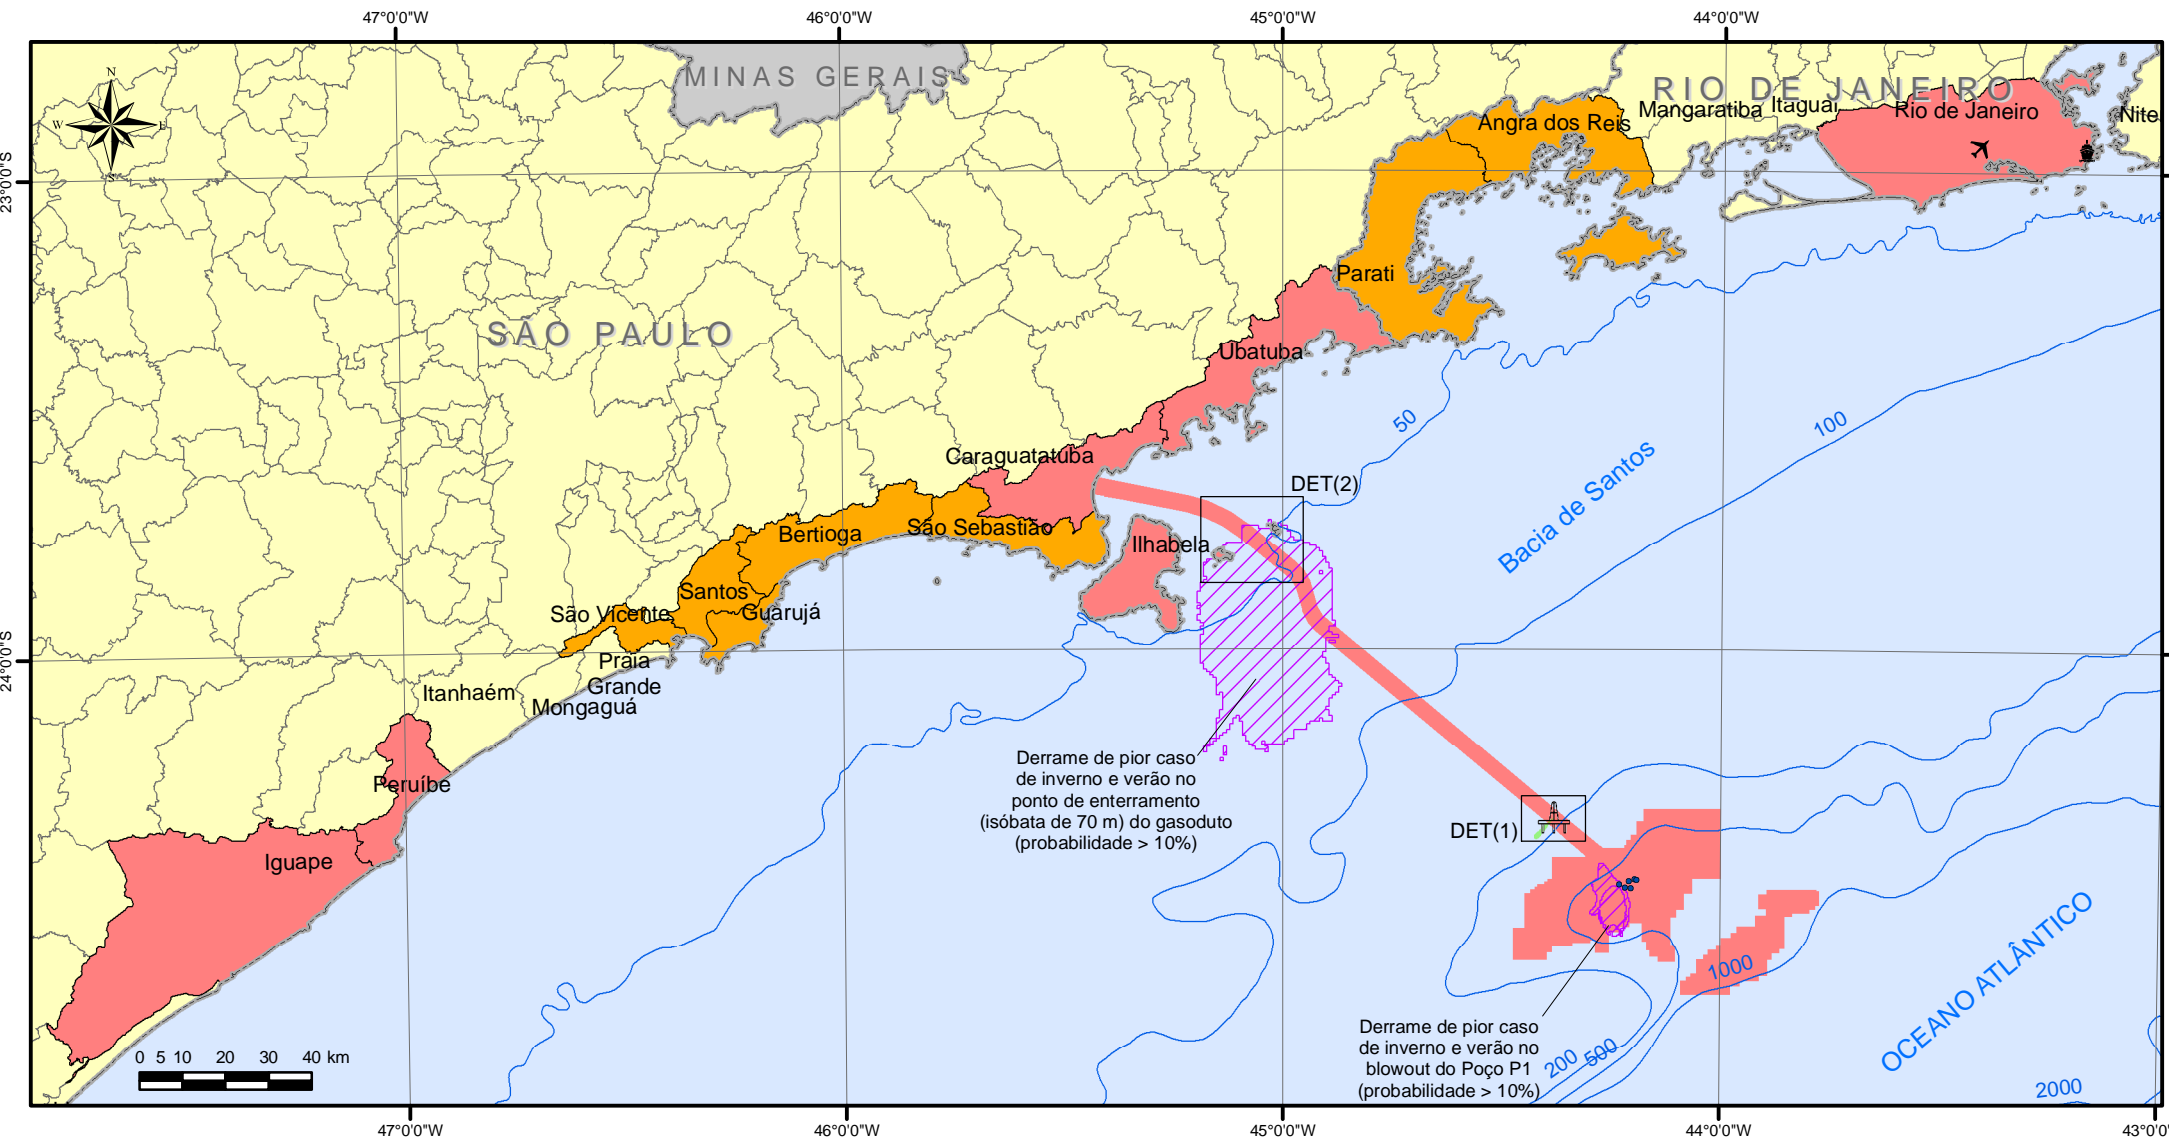 47°0'0"W
46°0'0"W
45°0'0"W
44°0'0"W
N
W
E
S
MINAS GERAIS
RIO DE JANEIRO
Mangaratiba
Itaguaí
Rio de Janeiro
Nite
Angra dos Reis
23°0'0"S
Parati
SÃO PAULO
Ubatuba
50
100
Bacia de Santos
Caraguatatuba
DET(2)
São Sebastião
Bertioga
Ilhabela
Santos
São Vicente
Guarujá
24°0'0"S
Praia
Grande
Itanhaém
Mongaguá
Peruíbe
Derrame de pior caso
de inverno e verão no
ponto de enterramento
(isóbata de 70 m) do gasoduto
(probabilidade > 10%)
DET(1)
Iguape
1000
OCEANO ATLÂNTICO
Derrame de pior caso
de inverno e verão no
blowout do Poço P1
(probabilidade > 10%)
200
500
2000
0 5 10 20 30 40 km
47°0'0"W
46°0'0"W
45°0'0"W
44°0'0"W
43°0'0